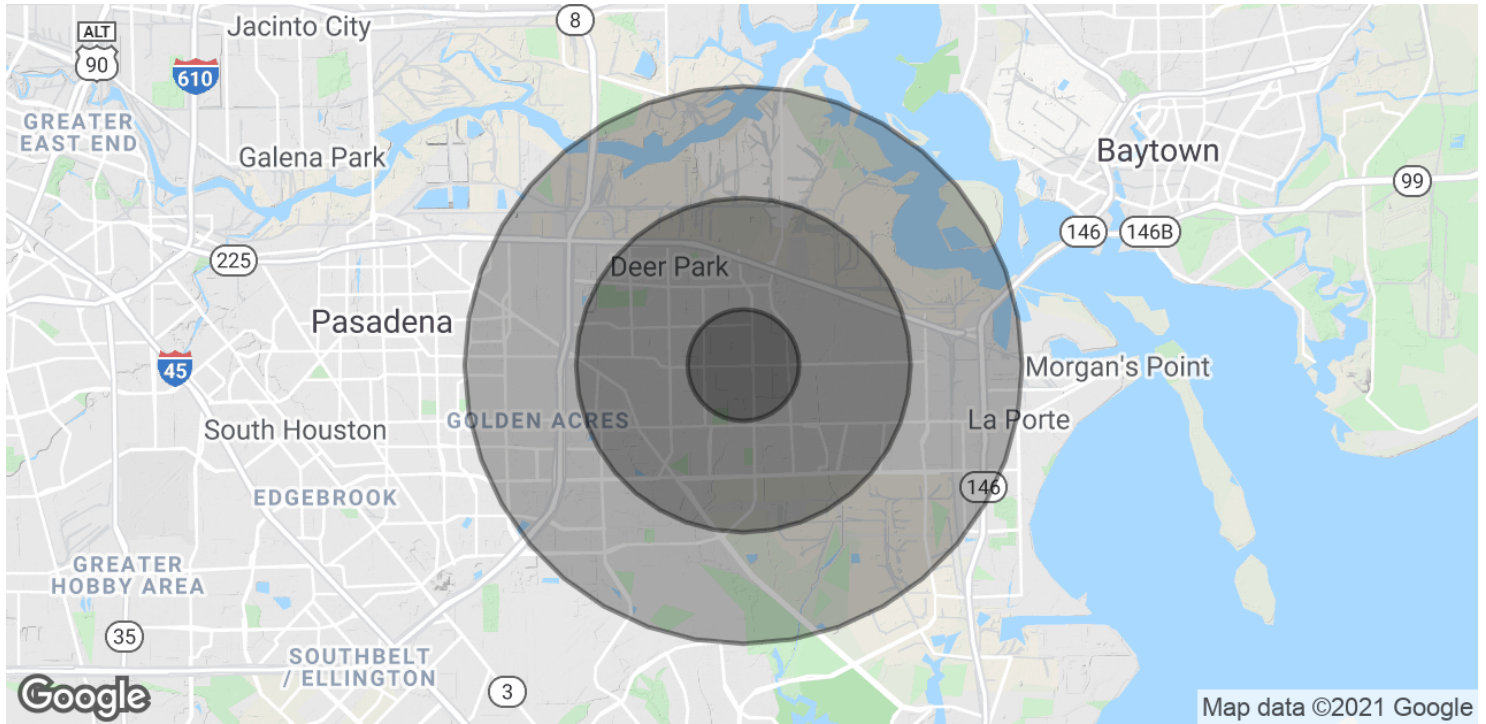 Jacinto City
8
ALT
90
610
GREATER
EAST END
Galena Park
Baytown
99
146
146B
225
Deer Park
Pasadena
45
Morgan's Point
GOLDEN ACRES
La Porte
South Houston
EDGEBROOK
146
GREATER
HOBBY AREA
35
SOUTHBELT
/ ELLINGTON
3
Google
Map data ©2021 Google